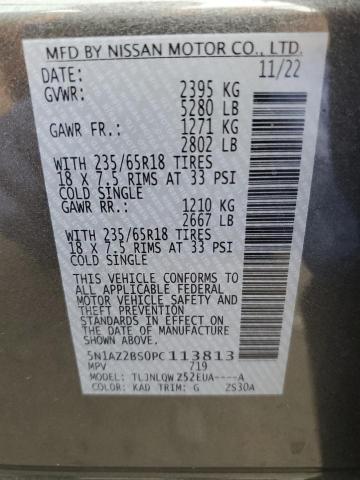 MFD BY NISSAN MOTOR CO., LTD.
DATE: 11/22
GVWR: 2395 KG
5280 LB
GAWR FR.: 1271 KG
2802 LB
WITH 235/65R18 TIRES
18 X 7.5 RIMS AT 33 PSI
COLD SINGLE
GAWR RR.: 1210 KG
2667 LB
WITH 235/65R18 TIRES
18 X 7.5 RIMS AT 33 PSI
COLD SINGLE
THIS VEHICLE CONFORMS TO
ALL APPLICABLE FEDERAL
MOTOR VEHICLE SAFETY
AND THEFT PREVENTION
STANDARDS IN EFFECT ON
THE DATE OF MANUFACTURE
SHOWN ABOVE.
5N1AZ2BS0PC113813
MPV 719
MODEL: TLJNLQWZ52EUA----A
COLOR: KAD TRIM: G ZS30A